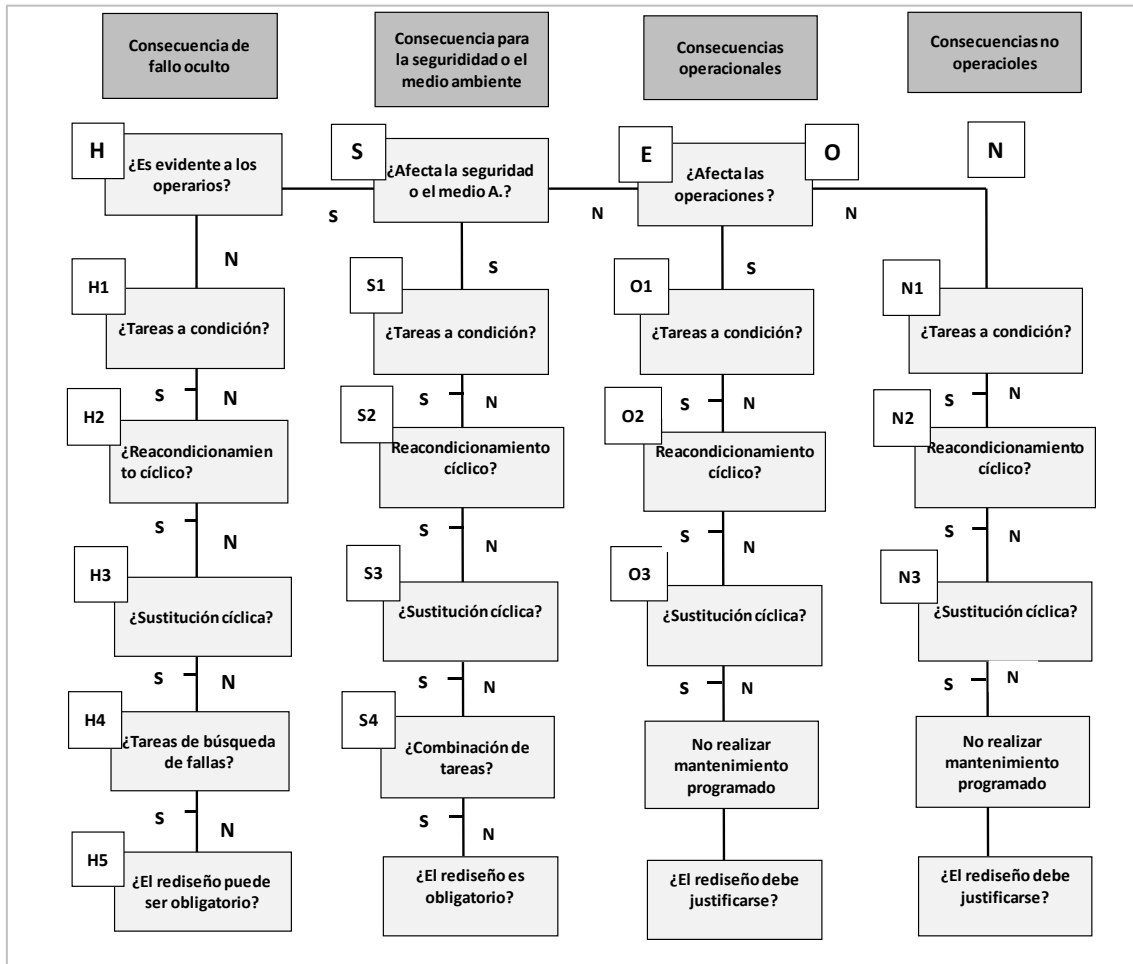 Consecuencia de
fallo oculto
Consecuencia para
la segurididad o el
medio ambiente
Consecuencias
operacionales
Consecuencias no
operacioles
H
¿Es evidente a los
operarios?
S
¿Afecta la seguridad
o el medio A.?
E
¿Afecta las
operaciones ?
O
N
S
N
N
N
S
S
H1
¿Tareas a condición?
S1
¿Tareas a condición?
O1
¿Tareas a condición?
N1
¿Tareas a condición?
S
N
S
N
S
N
S
N
H2
¿Reacondicionamien
to cíclico?
S2
Reacondicionamiento
cíclico?
O2
Reacondicionamiento
cíclico?
N2
Reacondicionamiento
cíclico?
S
N
S
N
S
N
S
N
H3
¿Sustitución cíclica?
S3
¿Sustitución cíclica?
O3
¿Sustitución cíclica?
N3
¿Sustitución cíclica?
S
N
S
N
S
N
S
N
H4
¿Tareas de búsqueda
de fallas?
S4
¿Combinación de
tareas?
No realizar
mantenimiento
programado
No realizar
mantenimiento
programado
S
N
S
N
H5
¿El rediseño puede
ser obligatorio?
¿El rediseño es
obligatorio?
¿El rediseño debe
justificarse?
¿El rediseño debe
justificarse?